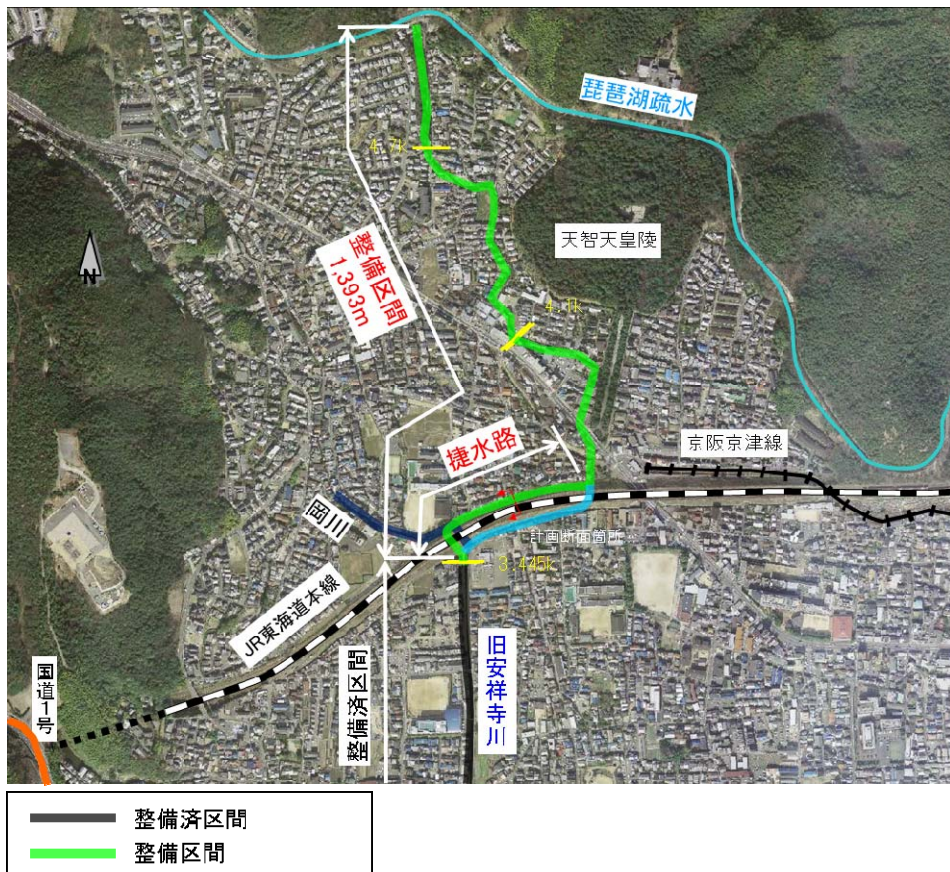 琵琶湖疏水
4.7k
天智天皇陵
N
整備区間
1,393m
4.1k
捷水路
京阪京津線
岡川
計画断面箇所
3.445k
JR東海道本線
国道1号
整備済区間
旧安祥寺川
整備済区間
整備区間